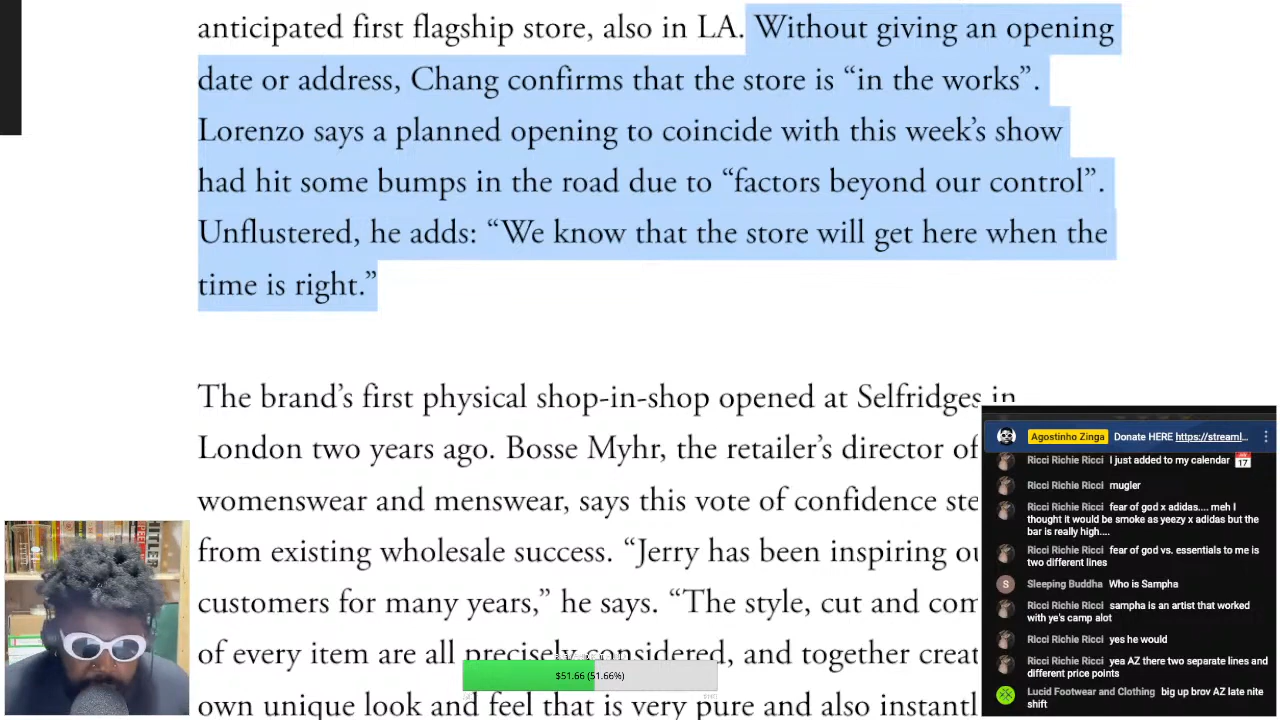 anticipated first flagship store, also in LA. Without giving an opening
date or address, Chang confirms that the store is “in the works”.
Lorenzo says a planned opening to coincide with this week’s show
had hit some bumps in the road due to “factors beyond our control”.
Unflustered, he adds: “We know that the store will get here when the
time is right.”
The brand’s first physical shop-in-shop opened at Selfridges in
London two years ago. Bosse Myhr, the retailer’s director of
womenswear and menswear, says this vote of confidence ste
from existing wholesale success. “Jerry has been inspiring ou
customers for many years,” he says. “The style, cut and com
of every item are all precisely considered, and together creat
own unique look and feel that is very pure and also instantl
$51.66 (51.66%)
Agostinho Zinga Donate HERE https://streaml...
Ricci Richie Ricci I just added to my calendar 17
Ricci Richie Ricci mugler
Ricci Richie Ricci fear of god x adidas.... meh I
thought it would be smoke as yeezy x adidas but the
bar is really high....
Ricci Richie Ricci fear of god vs. essentials to me is
two different lines
S Sleeping Buddha Who is Sampha
Ricci Richie Ricci sampha is an artist that worked
with ye's camp alot
Ricci Richie Ricci yes he would
Ricci Richie Ricci yea AZ there two separate lines and
different price points
Lucid Footwear and Clothing big up brov AZ late nite
shift